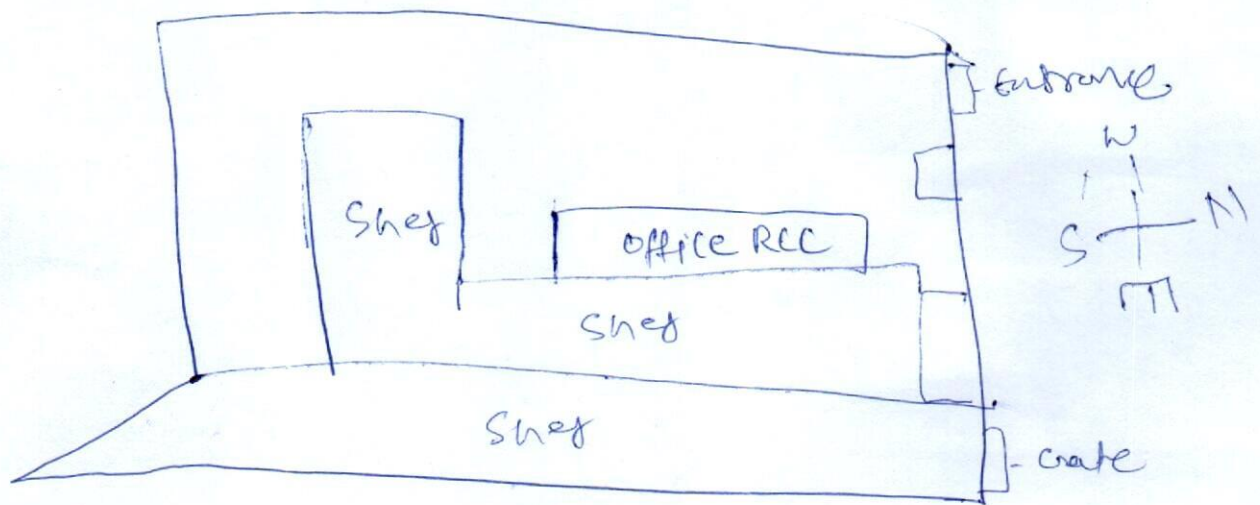 Entrance
W
S N
E
Shed
Office RCC
Shed
Shed
Gate